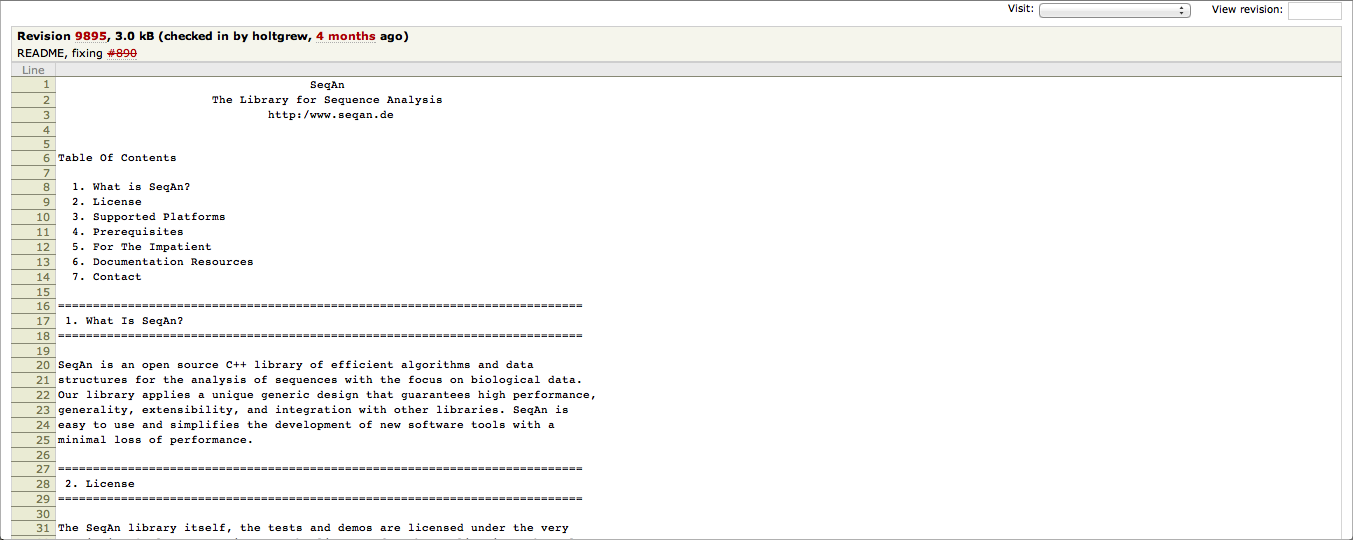 Visit: View revision:
Revision 9895, 3.0 kB (checked in by holtgrew, 4 months ago)
README, fixing #890
Line
1 SeqAn
2 The Library for Sequence Analysis
3 http:/www.seqan.de
4
5
6 Table Of Contents
7
8 1. What is SeqAn?
9 2. License
10 3. Supported Platforms
11 4. Prerequisites
12 5. For The Impatient
13 6. Documentation Resources
14 7. Contact
15
16 ===========================================================================
17 1. What Is SeqAn?
18 ===========================================================================
19
20 SeqAn is an open source C++ library of efficient algorithms and data
21 structures for the analysis of sequences with the focus on biological data.
22 Our library applies a unique generic design that guarantees high performance,
23 generality, extensibility, and integration with other libraries. SeqAn is
24 easy to use and simplifies the development of new software tools with a
25 minimal loss of performance.
26
27 ===========================================================================
28 2. License
29 ===========================================================================
30
31 The SeqAn library itself, the tests and demos are licensed under the very